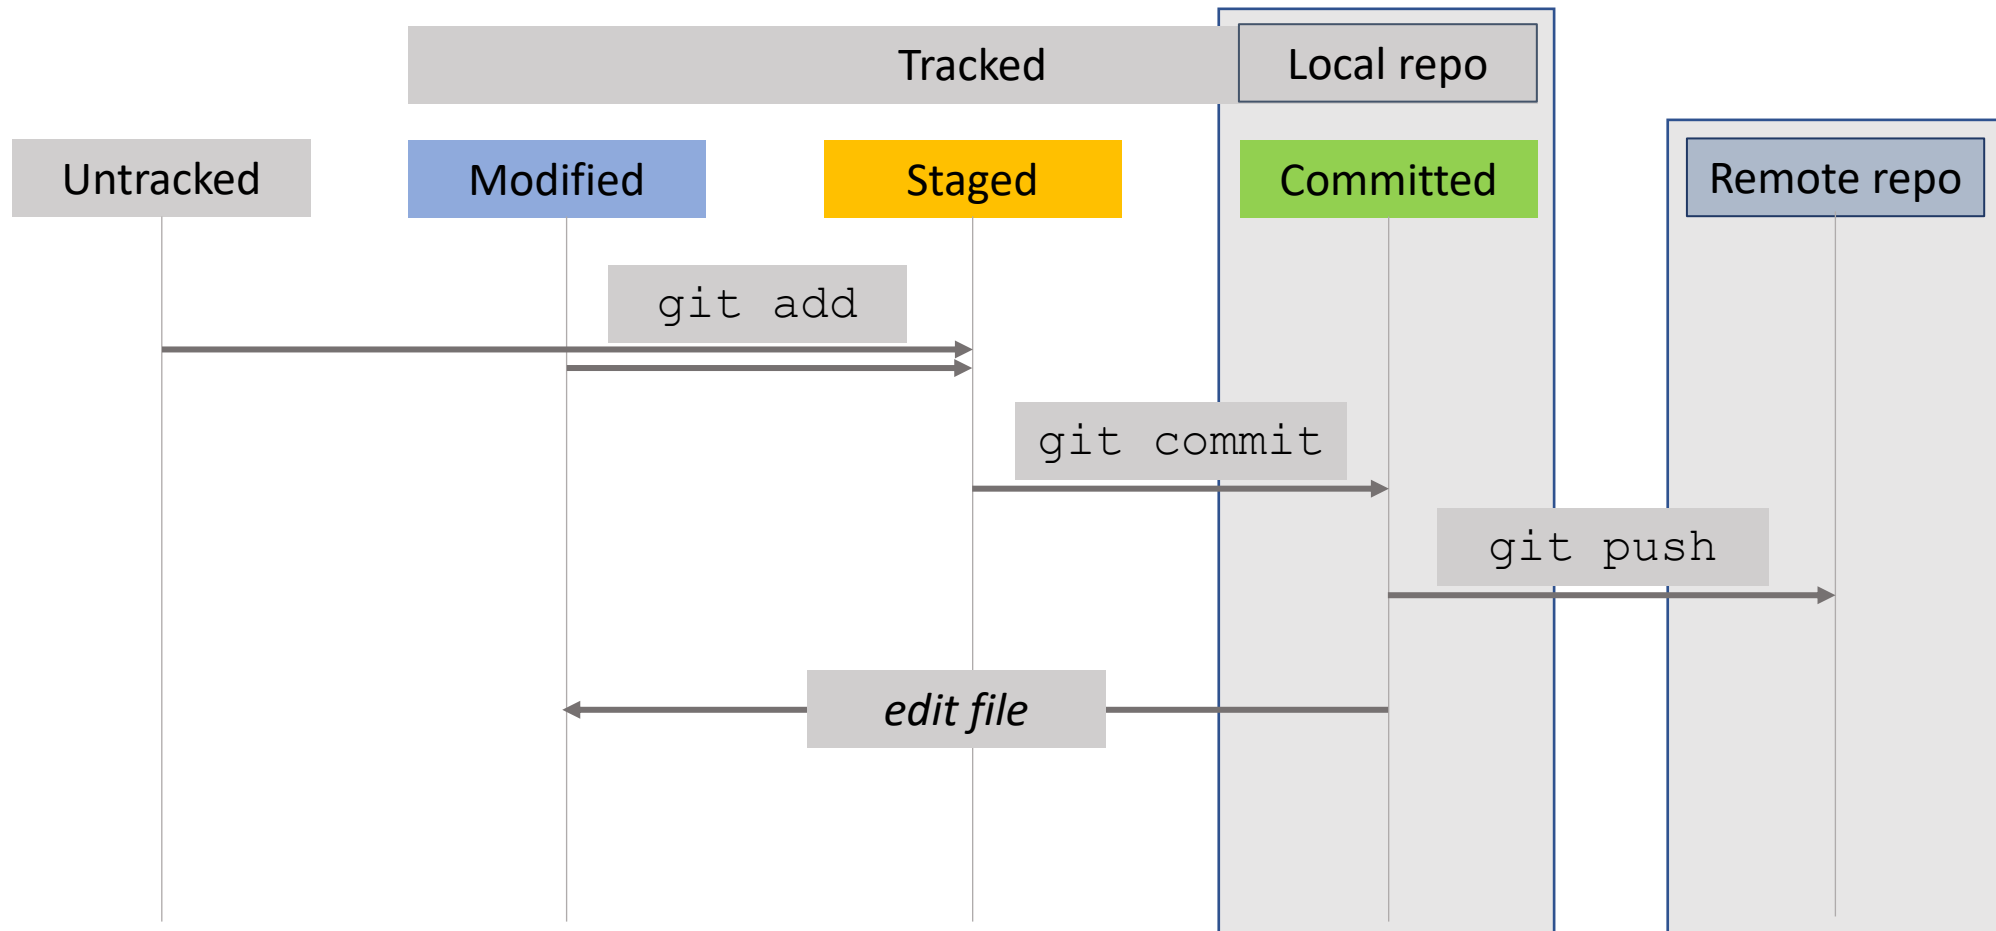 Tracked
Local repo
Untracked
Modified
Staged
Committed
Remote repo
git add
git commit
git push
edit file